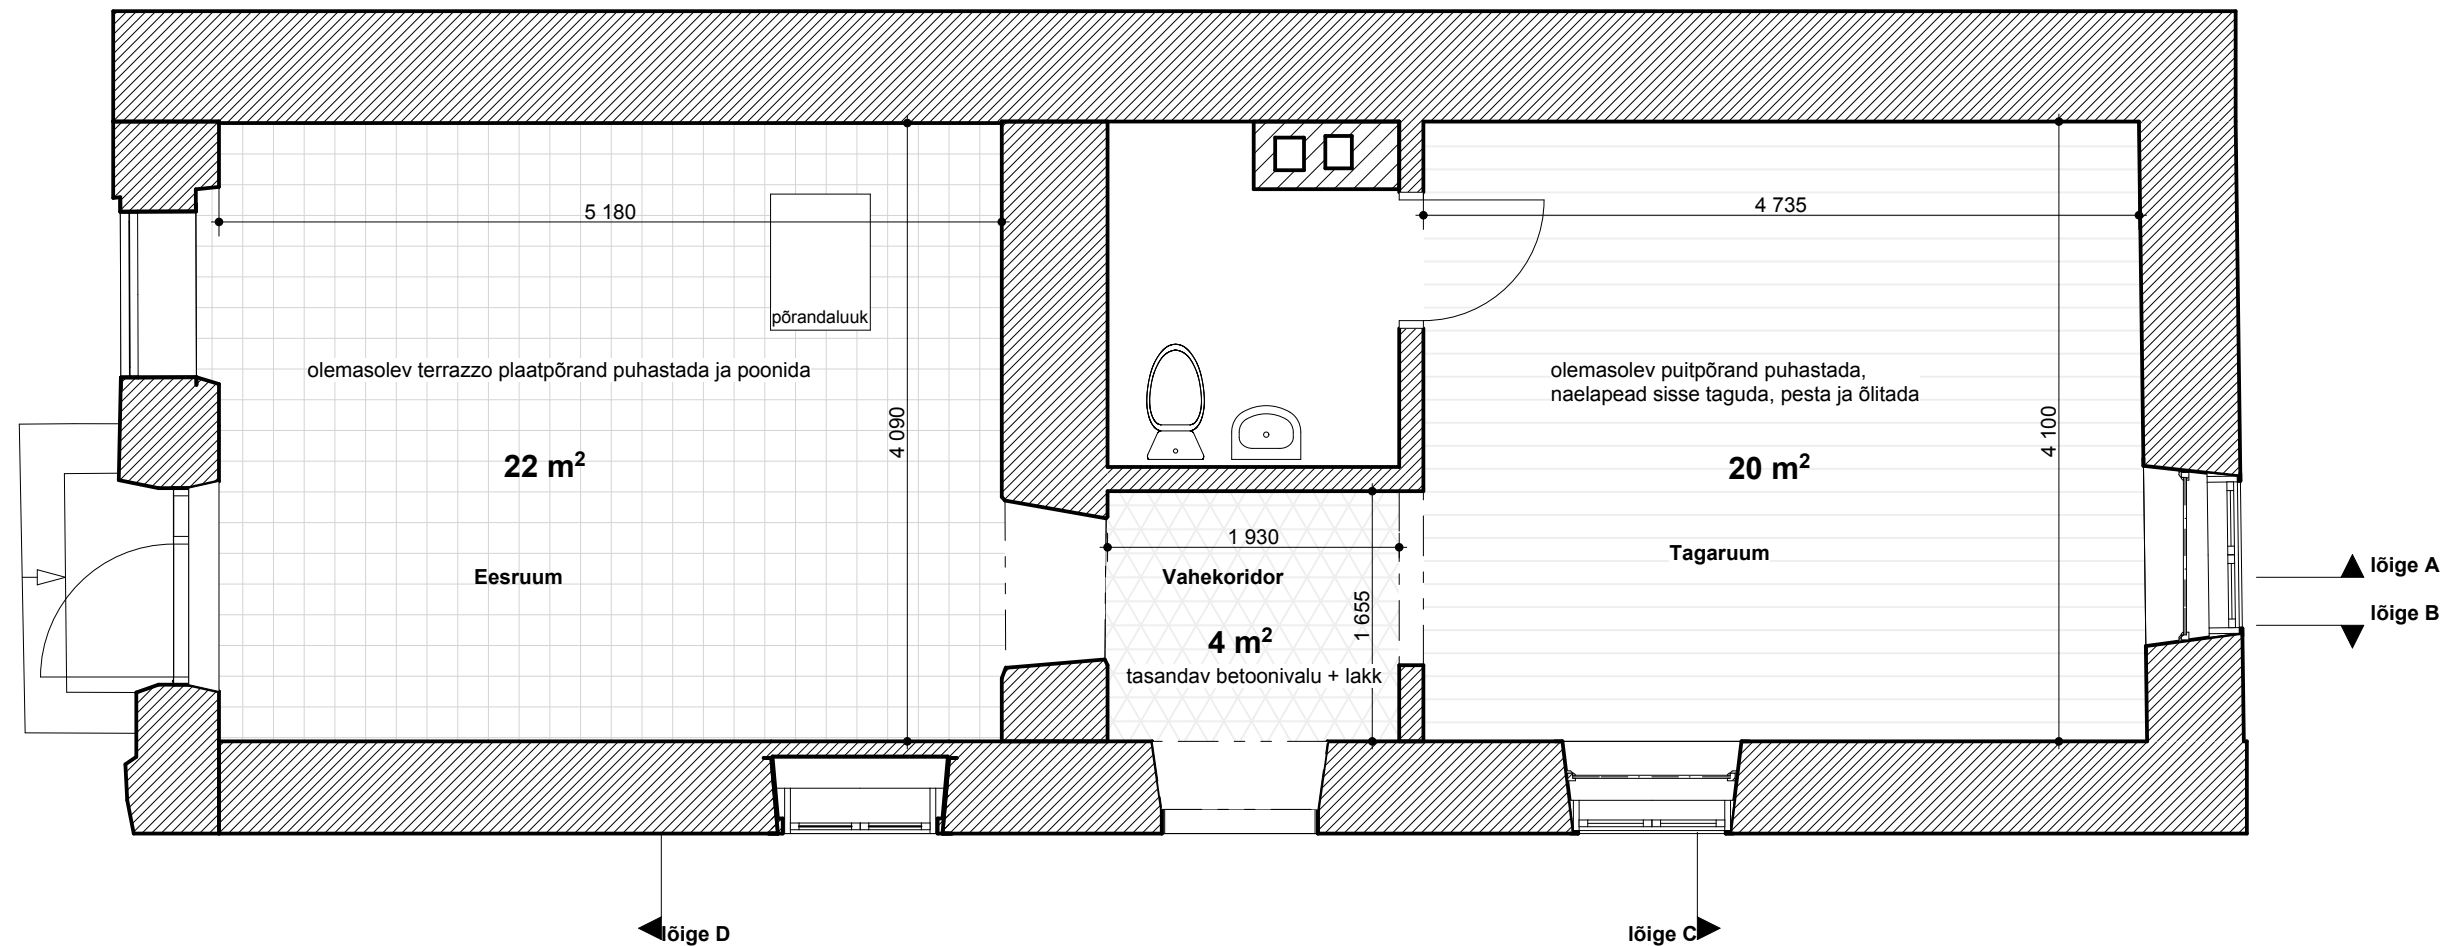 5 180
põrandaluuk
olemasolev terrazzo plaatpõrand puhastada ja poonida
4 090
22 m²
Eesruum
1 930
Vahekoridor
1 655
4 m²
tasandav betoonivalu + lakk
4 735
olemasolev puitpõrand puhastada,
naelapead sisse taguda, pesta ja õlitada
4 100
20 m²
Tagaruum
lõige A
lõige B
lõige D
lõige C